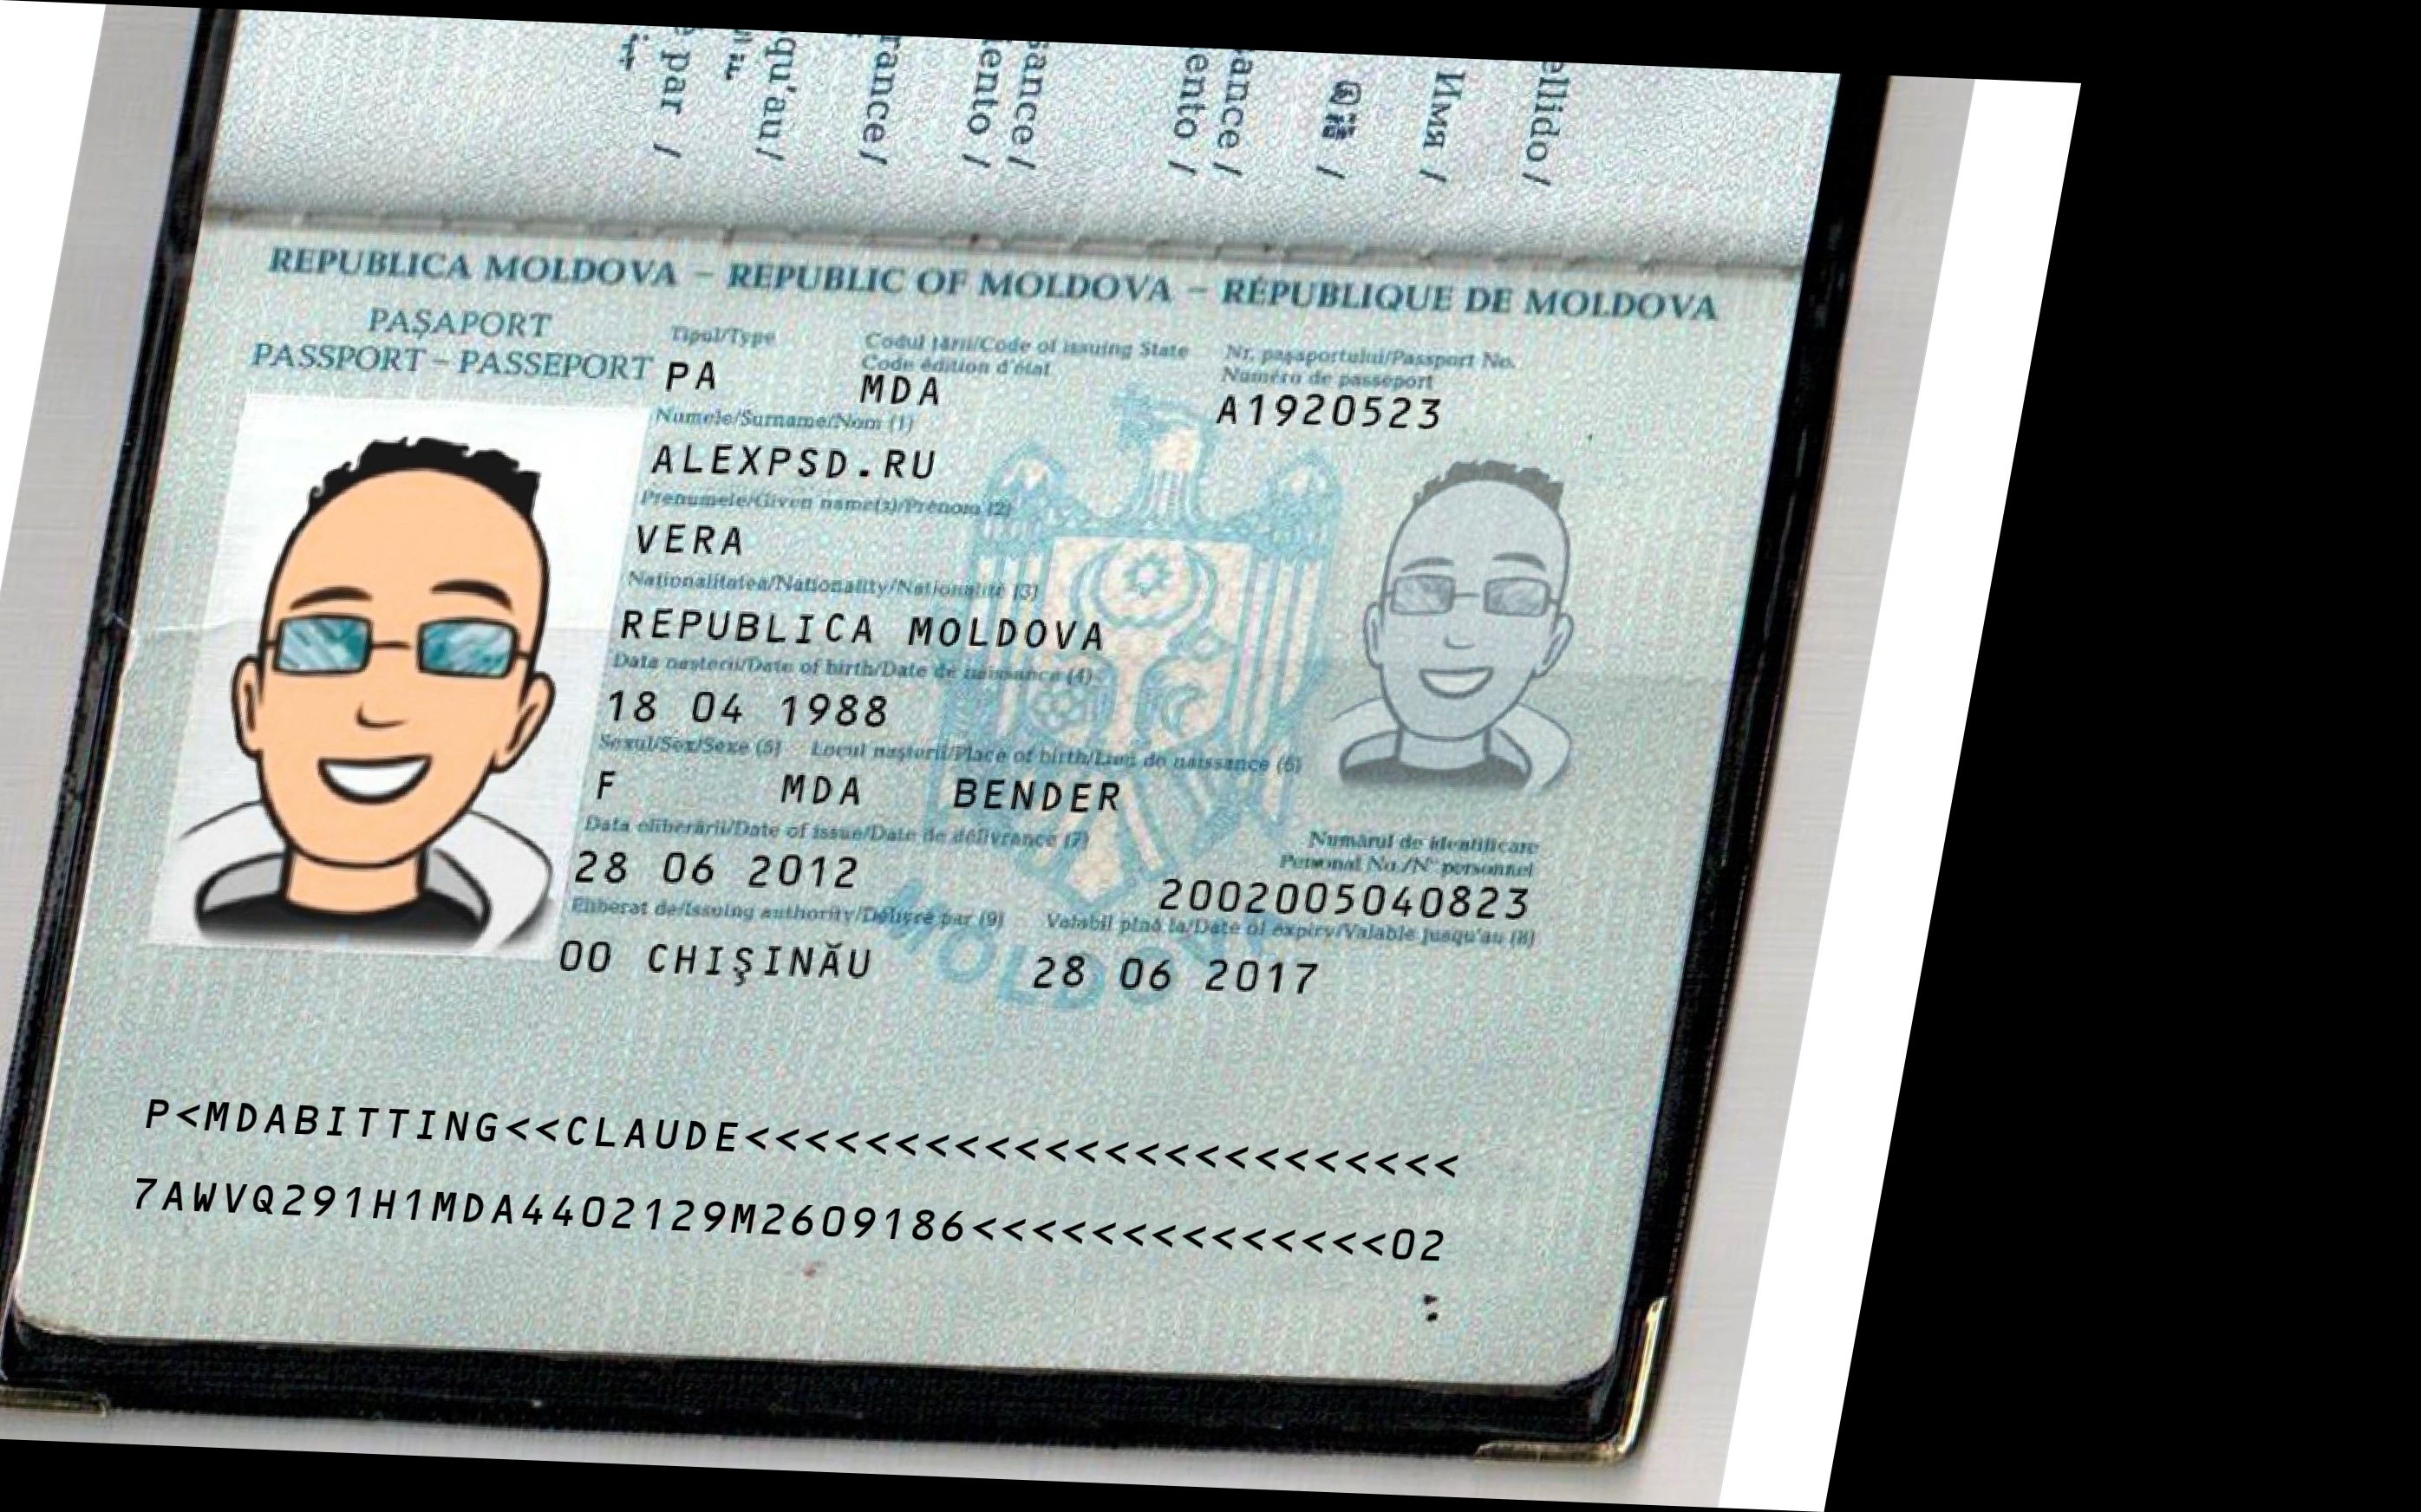 par /
qu'au/
rance/
iento /
sance/
iento /
sance /
Имя /
ellido /
REPUBLICA MOLDOVA – REPUBLIC OF MOLDOVA – RÉPUBLIQUE DE MOLDOVA
PAŞAPORT
PASSPORT – PASSEPORT
Tipul/Type
Codul ţării/Code of issuing State
Code édition d'état
Nr. paşaportului/Passport No.
Numéro de passeport
PA
MDA
A1920523
Numele/Surname/Nom (1)
ALEXPSD.RU
Prenumele/Given name(s)/Prénom (2)
VERA
Naţionalitatea/Nationality/Nationalité (3)
REPUBLICA MOLDOVA
Data naşterii/Date of birth/Date de naissance (4)
18 04 1988
Sexul/Sex/Sexe (5) Locul naşterii/Place of birth/Lieu de naissance (6)
F MDA BENDER
Data eliberării/Date of issue/Date de délivrance (7)
28 06 2012
Numărul de identificare
Personal No./N° personnel
2002005040823
Eliberat de/Issuing authority/Délivré par (9)
Valabil până la/Date of expiry/Valable jusqu'au (8)
00 CHIŞINĂU
28 06 2017
MOLDOVA
P<MDABITTING<<CLAUDE<<<<<<<<<<<<<<<<<<<<<<<<
7AWVQ291H1MDA4402129M2609186<<<<<<<<<<<<<<02